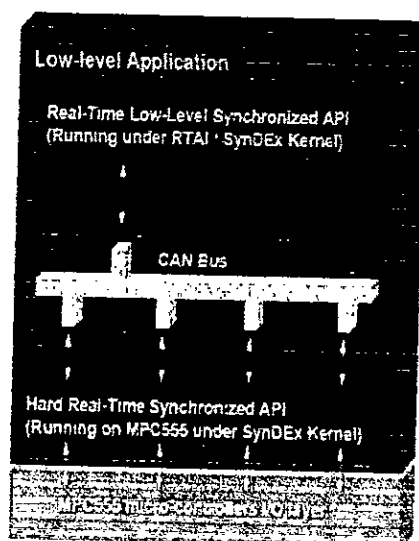 Low-level Application
Real-Time Low-Level Synchronized API
(Running under RTAI * SynDEx Kernel)
CAN Bus
Hard Real-Time Synchronized API
(Running on MPC555 under SynDEx Kernel)
MPC555 micro-controllers I/O Layer